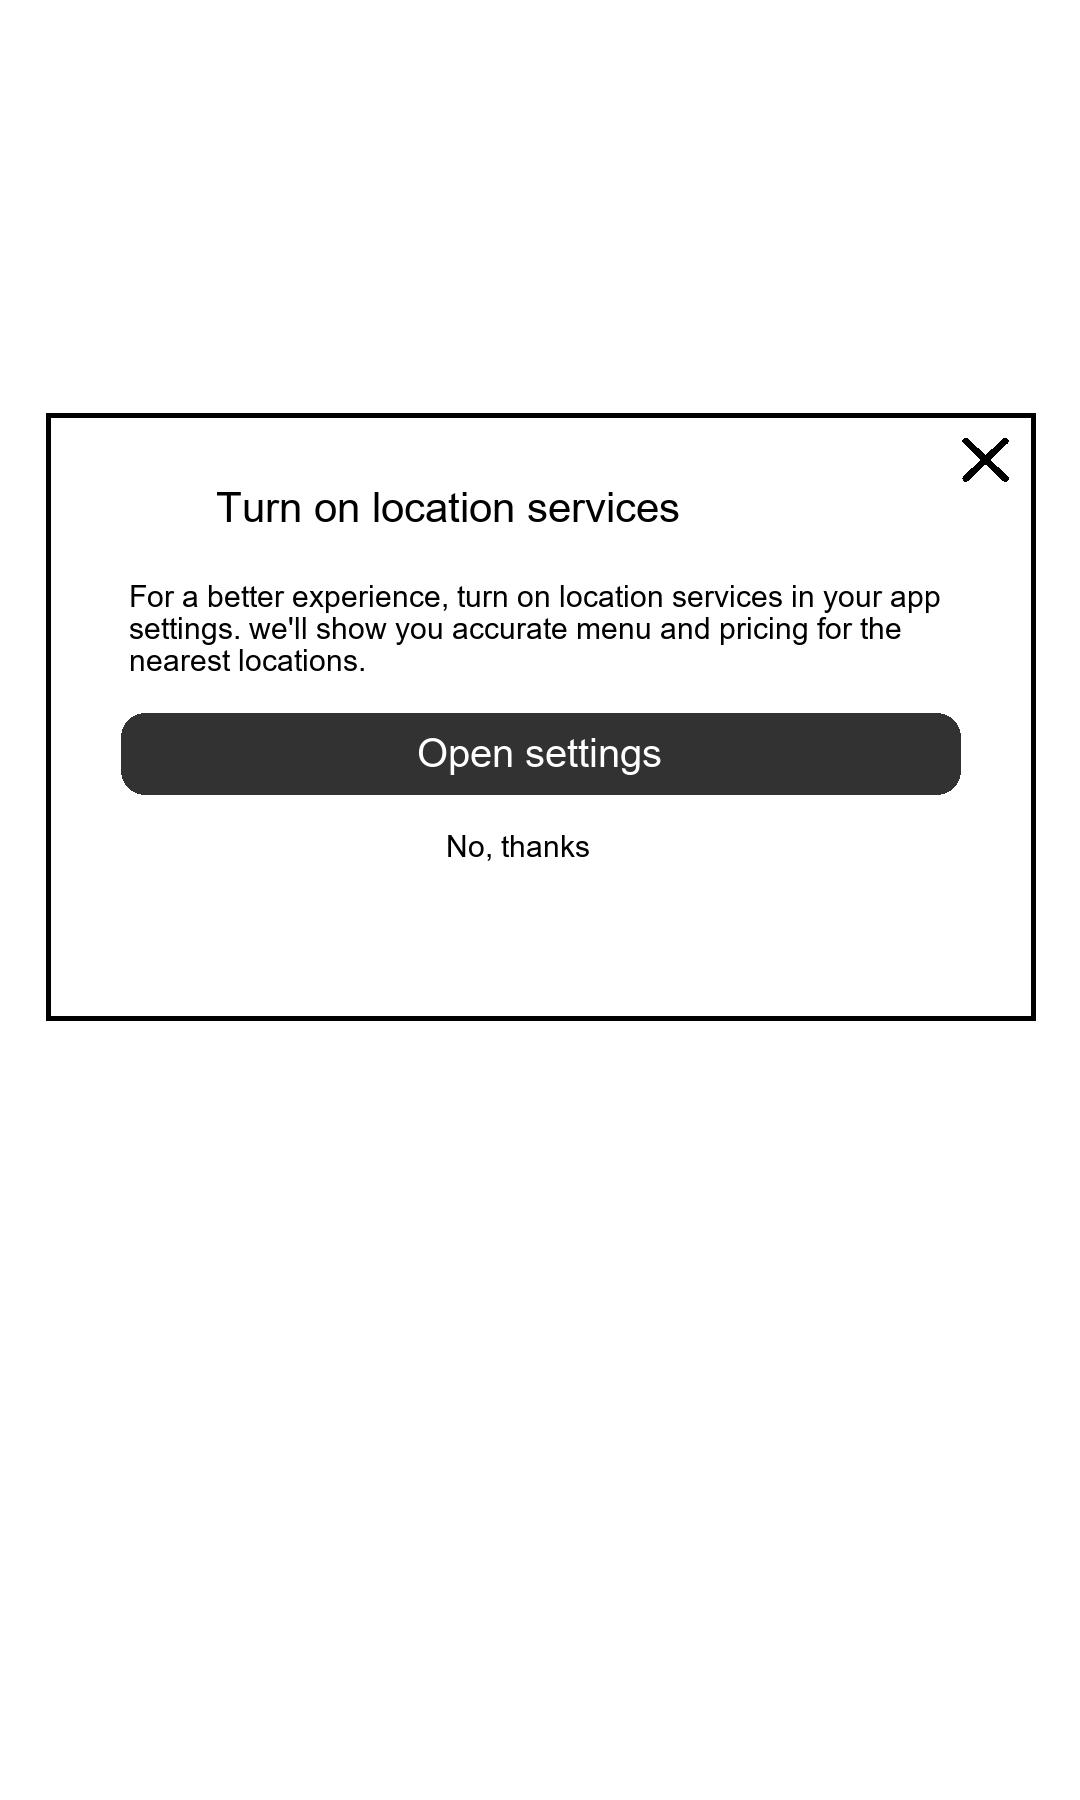 Turn on location services
For a better experience, turn on location services in your app
settings. we'll show you accurate menu and pricing for the
nearest locations.
Open settings
No, thanks